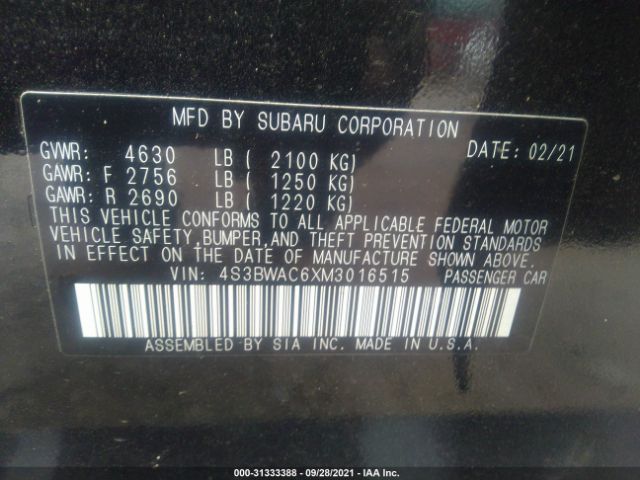 MFD BY SUBARU CORPORATION
GVWR: 4630 LB ( 2100 KG) DATE: 02/21
GAWR: F 2756 LB ( 1250 KG)
GAWR: R 2690 LB ( 1220 KG)
THIS VEHICLE CONFORMS TO ALL APPLICABLE FEDERAL MOTOR
VEHICLE SAFETY, BUMPER, AND THEFT PREVENTION STANDARDS
IN EFFECT ON THE DATE OF MANUFACTURE SHOWN ABOVE.
VIN: 4S3BWAC6XM3016515 PASSENGER CAR
ASSEMBLED BY SIA INC. MADE IN U.S.A.
000-31333388 - 09/28/2021 - IAA Inc.